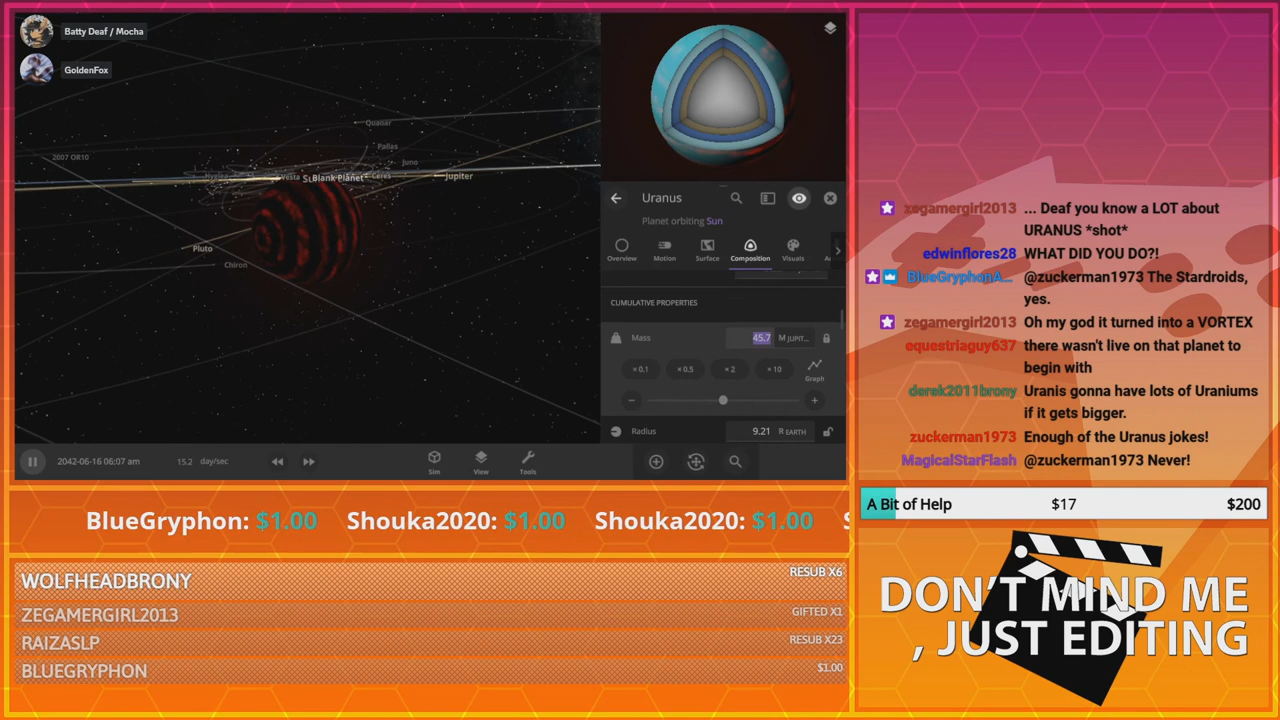 Batty Deaf / Mocha
GoldenFox
Quaoar
Pallas
2007 OR10
Juno
Hygiea Vesta Blank Planet Ceres
Jupiter
Pluto
Chiron
Uranus
Planet orbiting Sun
Overview Motion Surface Composition Visuals
CUMULATIVE PROPERTIES
Mass 45.7 M JUPIT...
× 0.1 × 0.5 × 2 × 10 Graph
Radius 9.21 R EARTH
2042-06-16 06:07 am 15.2 day/sec
Sim View Tools
zegamergirl2013 ... Deaf you know a LOT about
URANUS *shot*
edwinflores28 WHAT DID YOU DO?!
BlueGryphonA... @zuckerman1973 The Stardroids,
yes.
zegamergirl2013 Oh my god it turned into a VORTEX
equestriaguy637 there wasn't live on that planet to
begin with
derek2011brony Uranis gonna have lots of Uraniums
if it gets bigger.
zuckerman1973 Enough of the Uranus jokes!
MagicalStarFlash @zuckerman1973 Never!
A Bit of Help $17 $200
BlueGryphon: $1.00 Shouka2020: $1.00 Shouka2020: $1.00
WOLFHEADBRONY RESUB X6
ZEGAMERGIRL2013 GIFTED X1
RAIZASLP RESUB X23
BLUEGRYPHON $1.00
DON'T MIND ME
, JUST EDITING